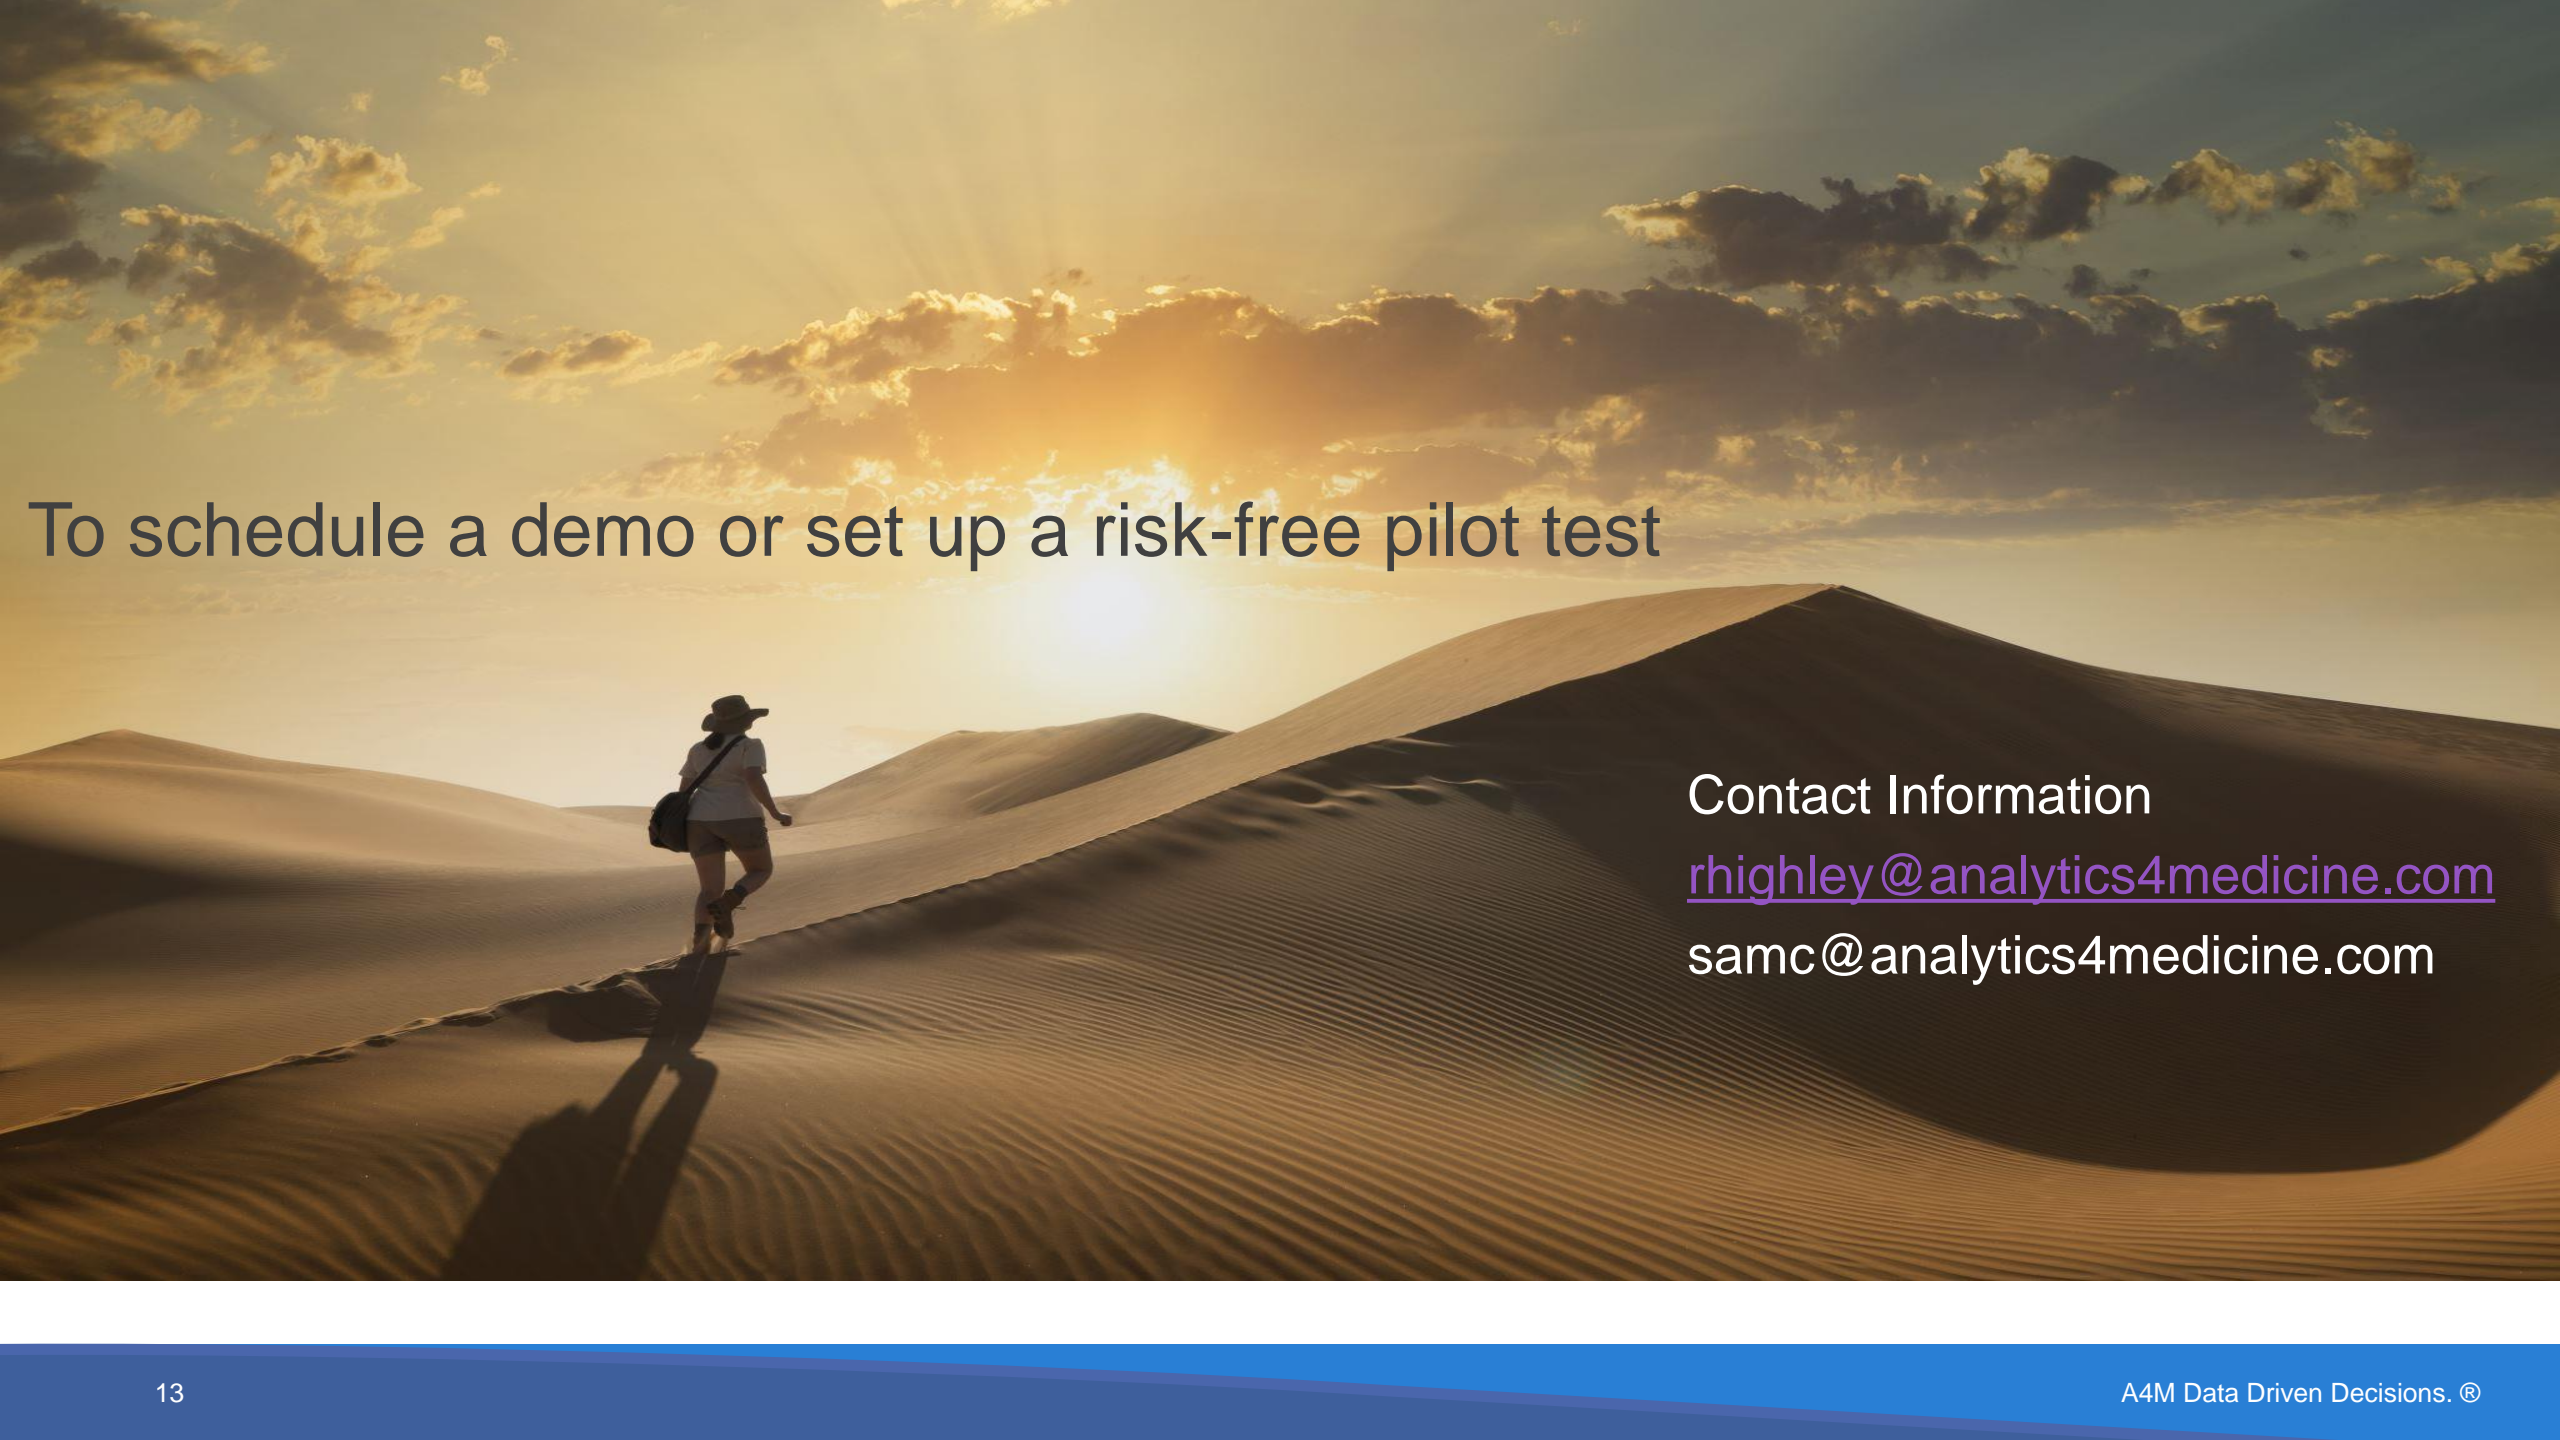 To schedule a demo or set up a risk-free pilot test
Contact Information
rhighley@analytics4medicine.com
samc@analytics4medicine.com
13
A4M Data Driven Decisions. ®